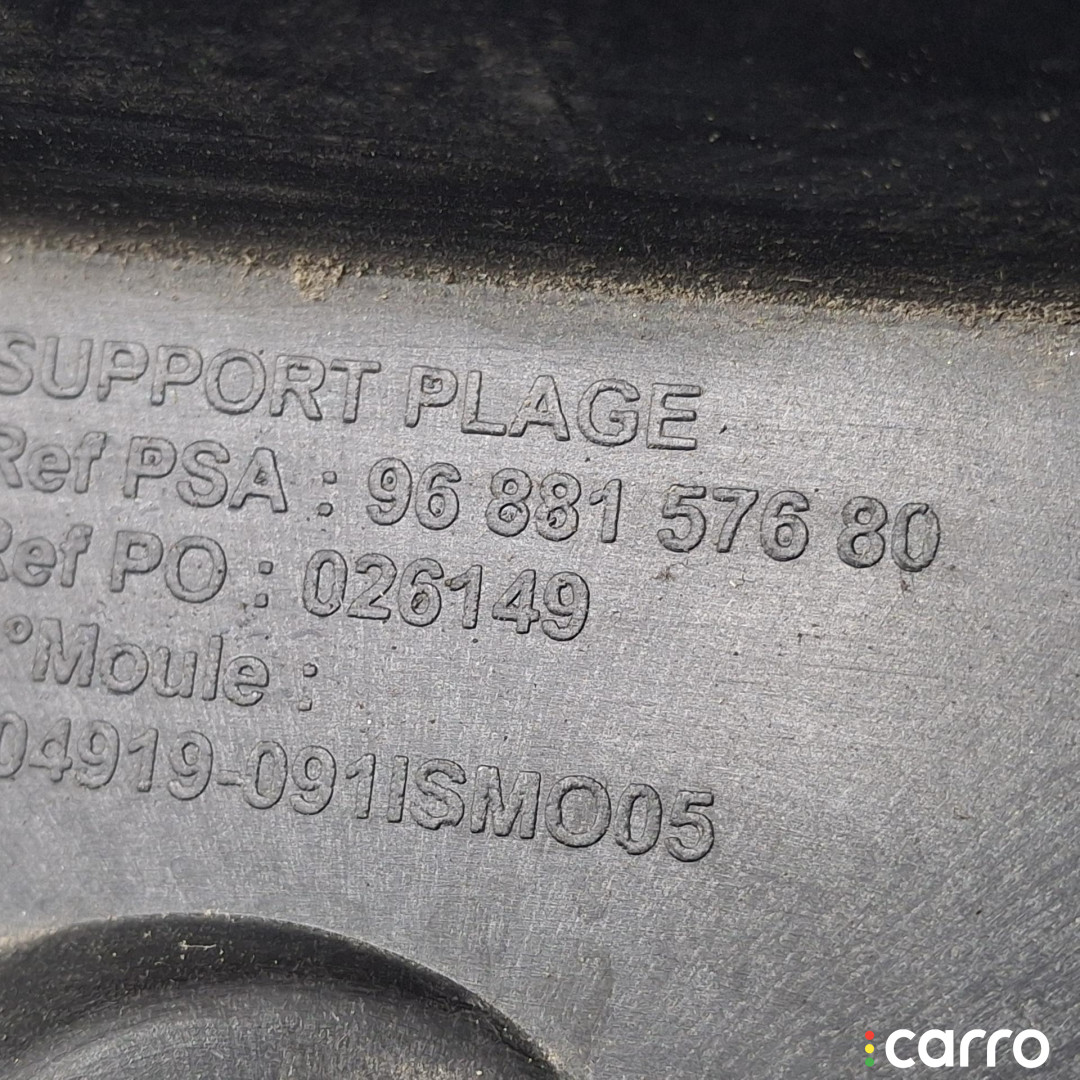 SUPPORT PLAGE
Ref PSA : 96 881 576 80
Ref PO : 026149
°Moule :
04919-091ISMO05
carro